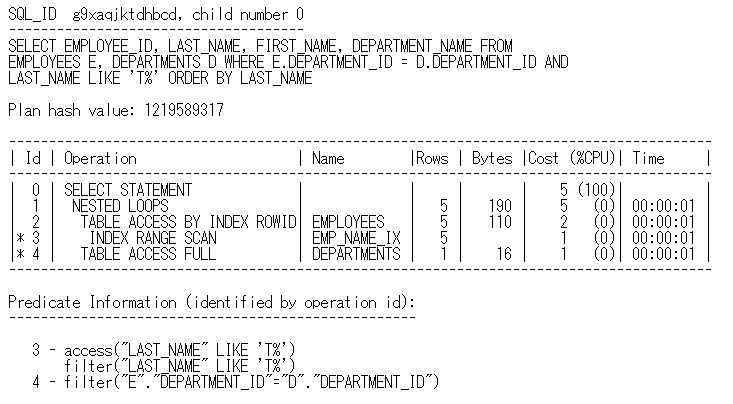 SQL_ID  g9xaqjktdhbcd, child number 0
-------------------------------------
SELECT EMPLOYEE_ID, LAST_NAME, FIRST_NAME, DEPARTMENT_NAME FROM
EMPLOYEES E, DEPARTMENTS D WHERE E.DEPARTMENT_ID = D.DEPARTMENT_ID AND
LAST_NAME LIKE 'T%' ORDER BY LAST_NAME
Plan hash value: 1219589317
----------------------------------------------------------------------------------------
| Id | Operation                    | Name        |Rows | Bytes |Cost (%CPU)| Time     |
----------------------------------------------------------------------------------------
|  0 | SELECT STATEMENT             |             |     |       |    5 (100)|          |
|  1 |  NESTED LOOPS                |             |   5 |   190 |    5   (0)| 00:00:01 |
|  2 |   TABLE ACCESS BY INDEX ROWID| EMPLOYEES   |   5 |   110 |    2   (0)| 00:00:01 |
|* 3 |    INDEX RANGE SCAN          | EMP_NAME_IX |   5 |       |    1   (0)| 00:00:01 |
|* 4 |   TABLE ACCESS FULL          | DEPARTMENTS |   1 |    16 |    1   (0)| 00:00:01 |
----------------------------------------------------------------------------------------
Predicate Information (identified by operation id):
---------------------------------------------------
   3 - access("LAST_NAME" LIKE 'T%')
       filter("LAST_NAME" LIKE 'T%')
   4 - filter("E"."DEPARTMENT_ID"="D"."DEPARTMENT_ID")